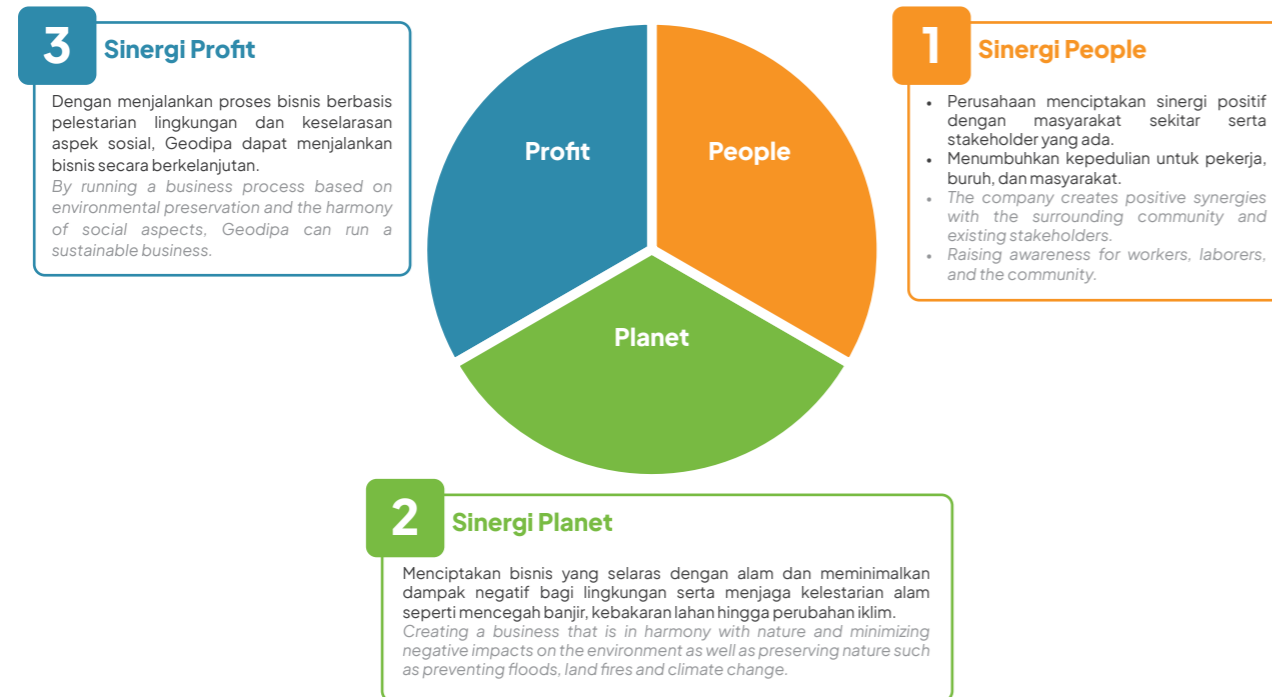 3
Sinergi Profit
Dengan menjalankan proses bisnis berbasis
pelestarian lingkungan dan keselarasan
aspek sosial, Geodipa dapat menjalankan
bisnis secara berkelanjutan.
By running a business process based on
environmental preservation and the harmony
of social aspects, Geodipa can run a
sustainable business.
Profit
People
Planet
1
Sinergi People
• Perusahaan menciptakan sinergi positif
dengan masyarakat sekitar serta
stakeholder yang ada.
• Menumbuhkan kepedulian untuk pekerja,
buruh, dan masyarakat.
• The company creates positive synergies
with the surrounding community and
existing stakeholders.
• Raising awareness for workers, laborers,
and the community.
2
Sinergi Planet
Menciptakan bisnis yang selaras dengan alam dan meminimalkan
dampak negatif bagi lingkungan serta menjaga kelestarian alam
seperti mencegah banjir, kebakaran lahan hingga perubahan iklim.
Creating a business that is in harmony with nature and minimizing
negative impacts on the environment as well as preserving nature such
as preventing floods, land fires and climate change.